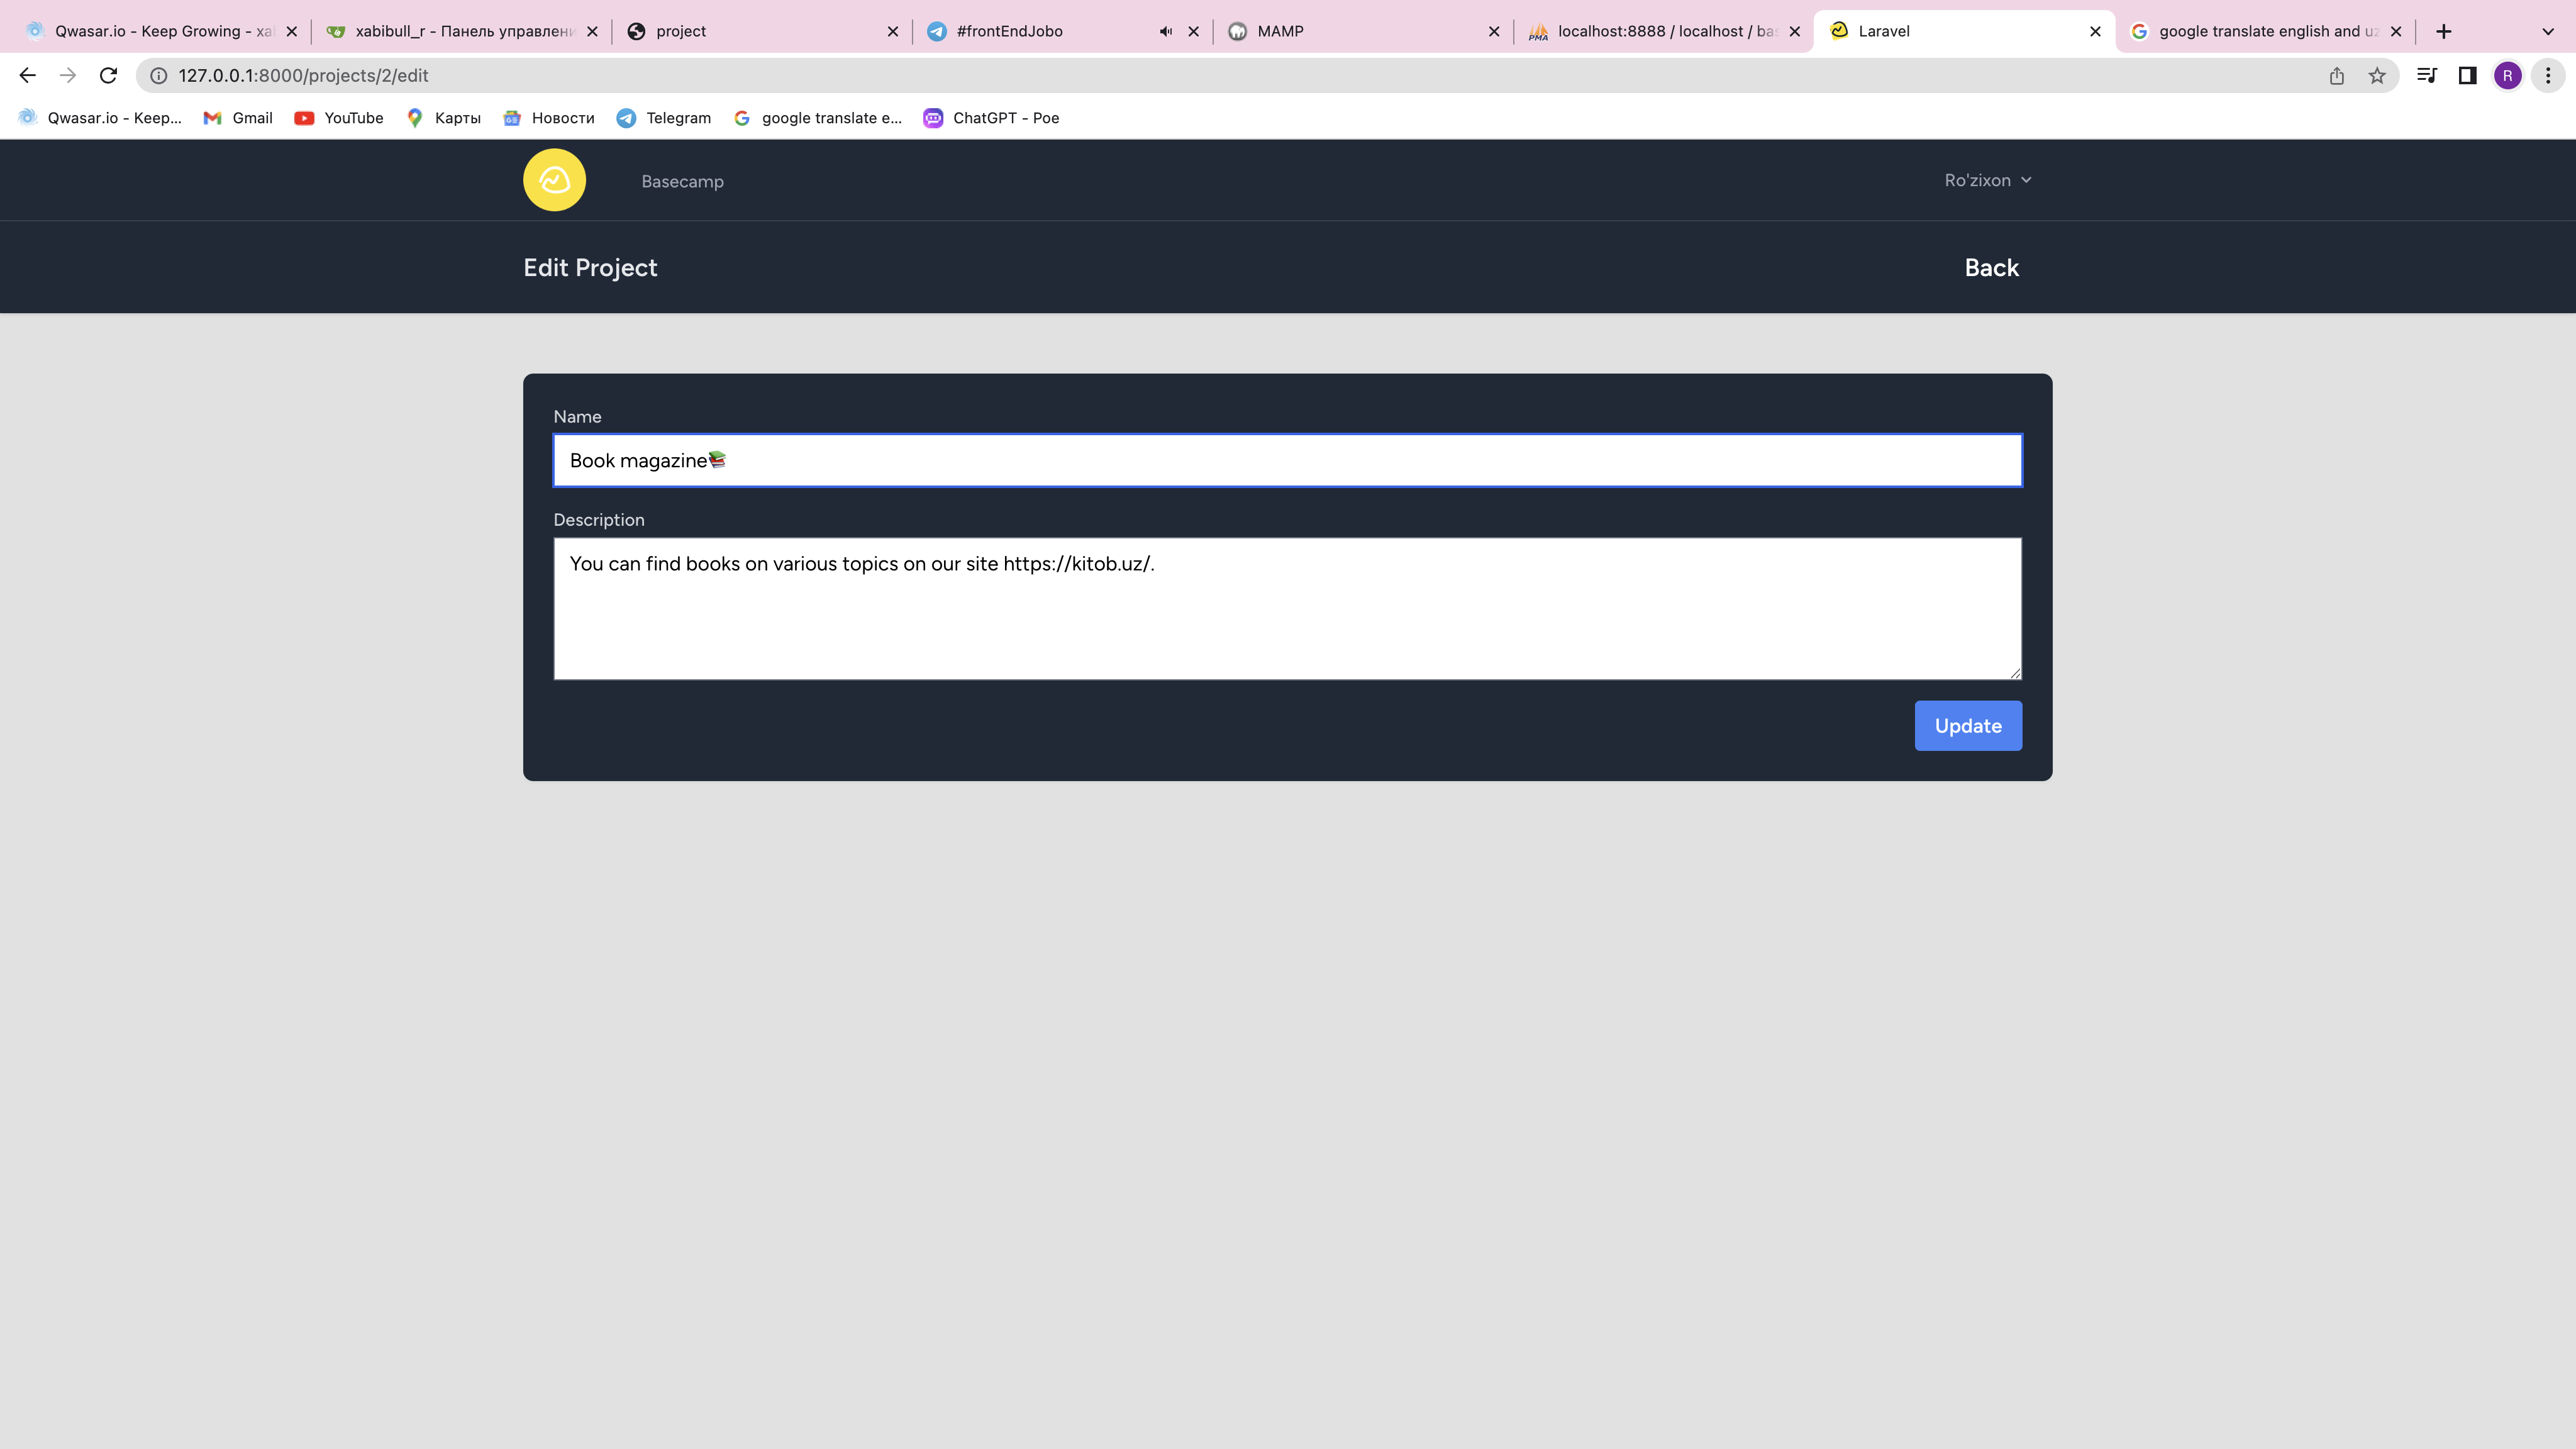 Qwasar.io - Keep Growing - xa
xabibull_r - Панель управлени
project
#frontEndJobo
MAMP
localhost:8888 / localhost / ba
Laravel
google translate english and uz
127.0.0.1:8000/projects/2/edit
R
Qwasar.io - Keep...
Gmail
YouTube
Карты
Новости
Telegram
google translate e...
ChatGPT - Poe
Basecamp
Ro'zixon
Edit Project
Back
Name
Book magazine📚
Description
You can find books on various topics on our site https://kitob.uz/.
Update